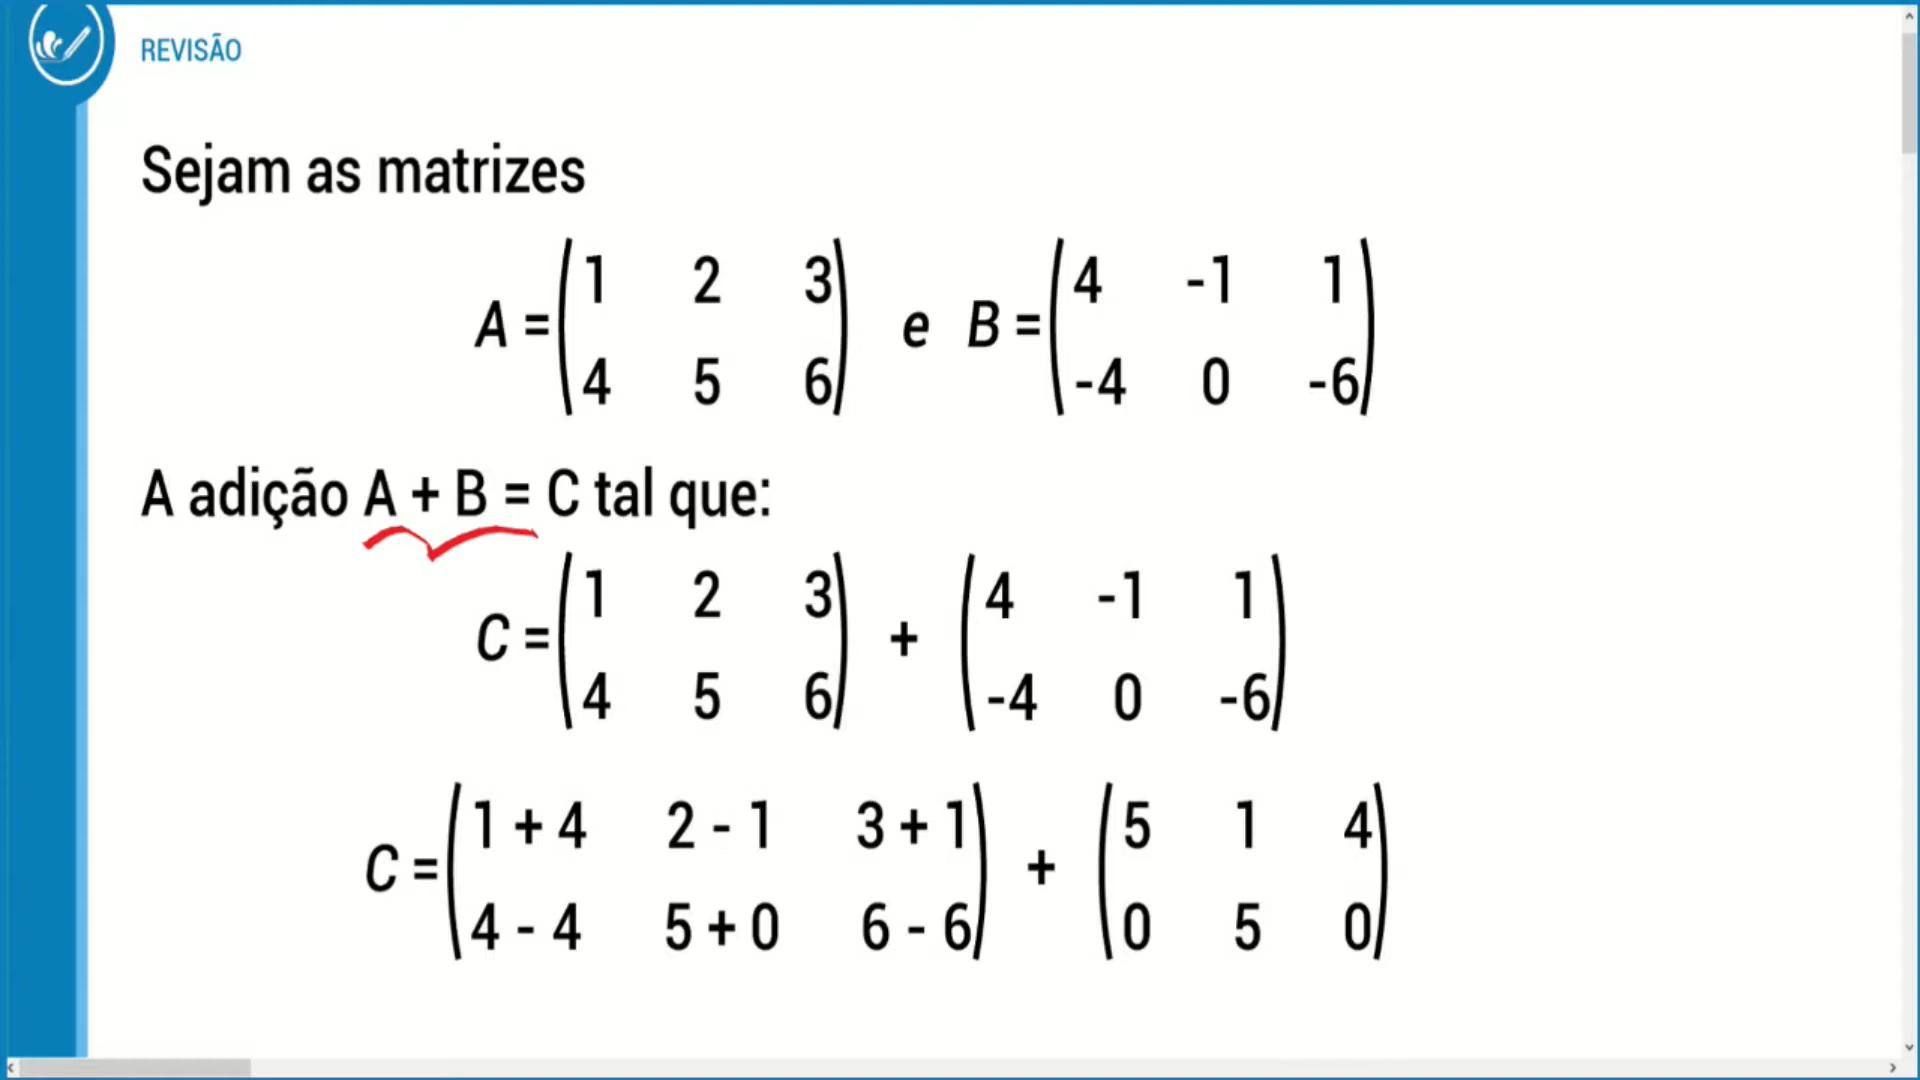 REVISÃO
Sejam as matrizes
A = ( 1 2 3 ) e B = ( 4 -1 1 )
( 4 5 6 ) ( -4 0 -6 )
A adição A + B = C tal que:
C = ( 1 2 3 ) + ( 4 -1 1 )
( 4 5 6 ) ( -4 0 -6 )
C = ( 1 + 4 2 - 1 3 + 1 ) + ( 5 1 4 )
( 4 - 4 5 + 0 6 - 6 ) ( 0 5 0 )